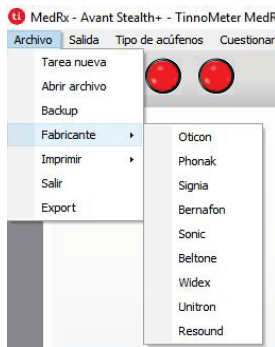 ti MedRx - Avant Stealth+ - TinnoMeter MedR
Archivo Salida Tipo de acúfenos Cuestionar
Tarea nueva
Abrir archivo
Backup
Fabricante
Imprimir
Salir
Export
Oticon
Phonak
Signia
Bernafon
Sonic
Beltone
Widex
Unitron
Resound